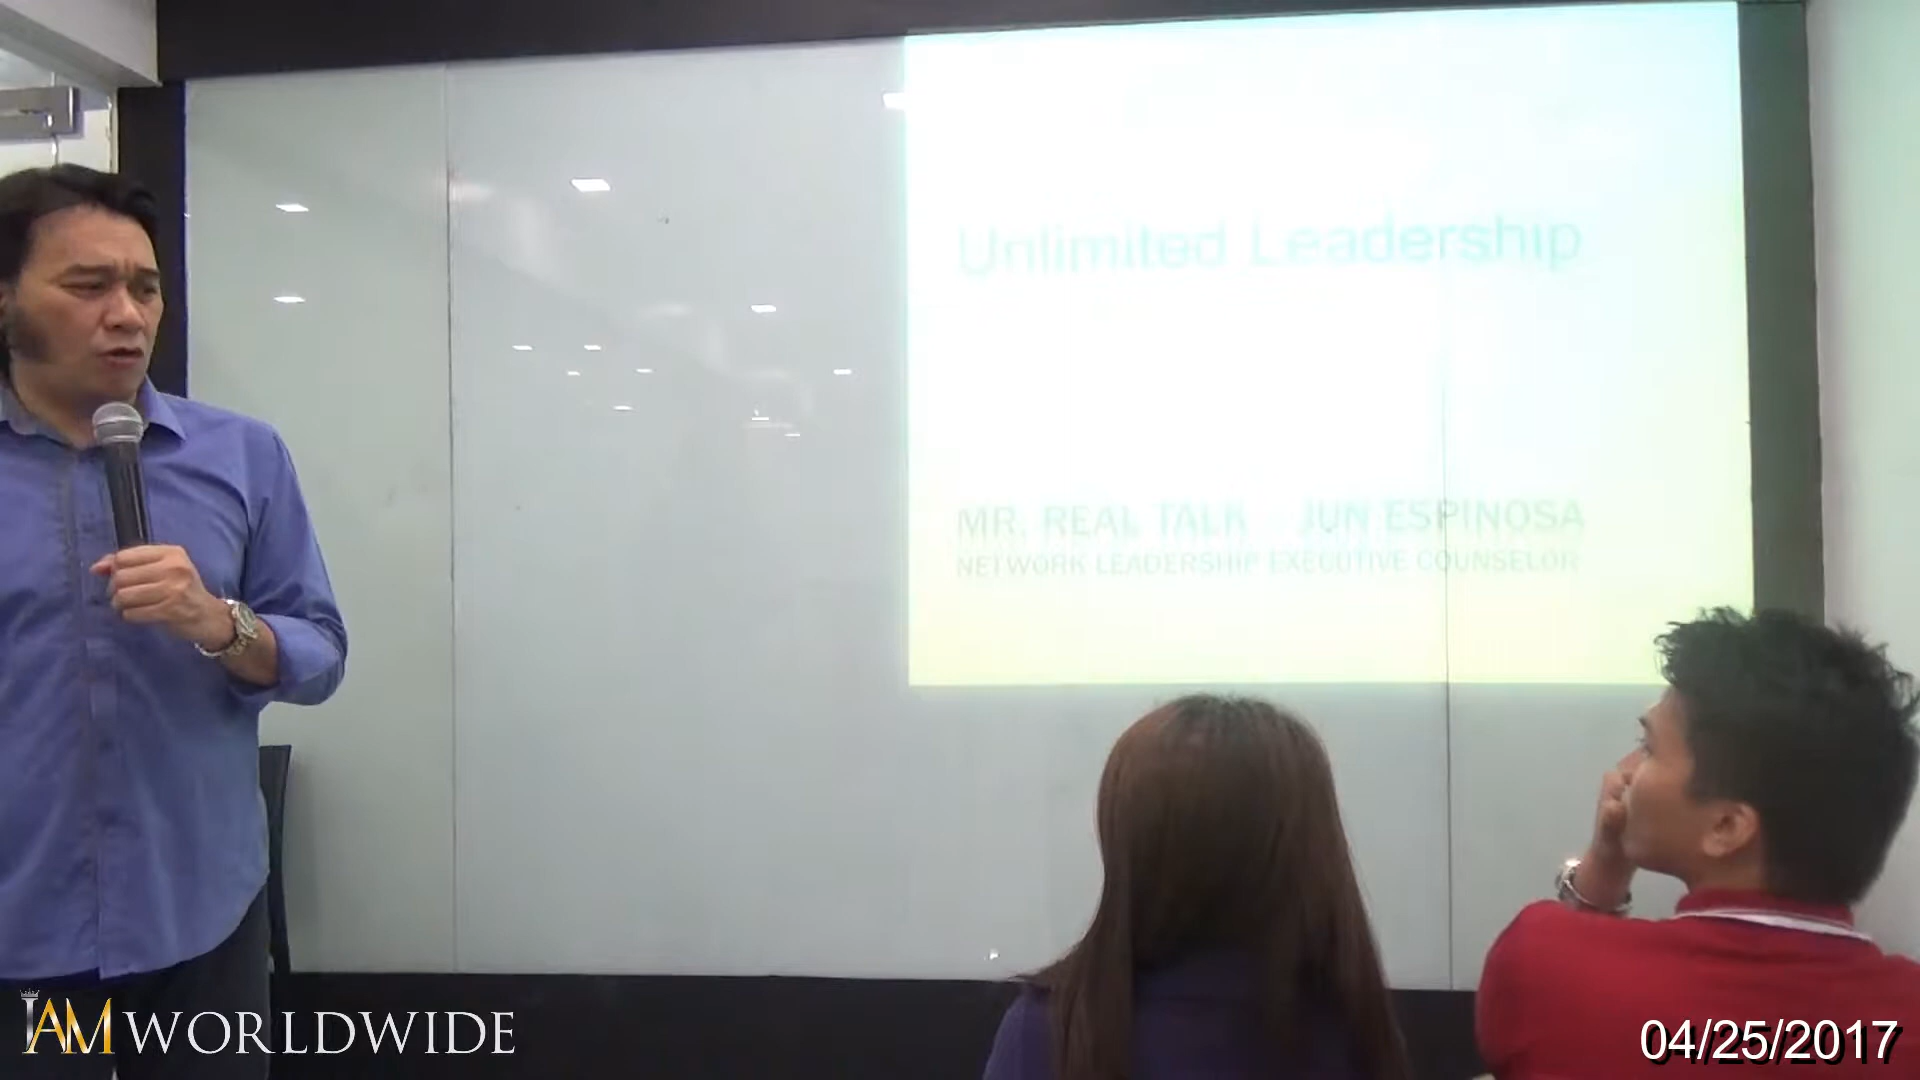 Unlimited Leadership
MR. REAL TALK JUN ESPINOSA
NETWORK LEADERSHIP EXECUTIVE COUNSELOR
IAM WORLDWIDE
04/25/2017